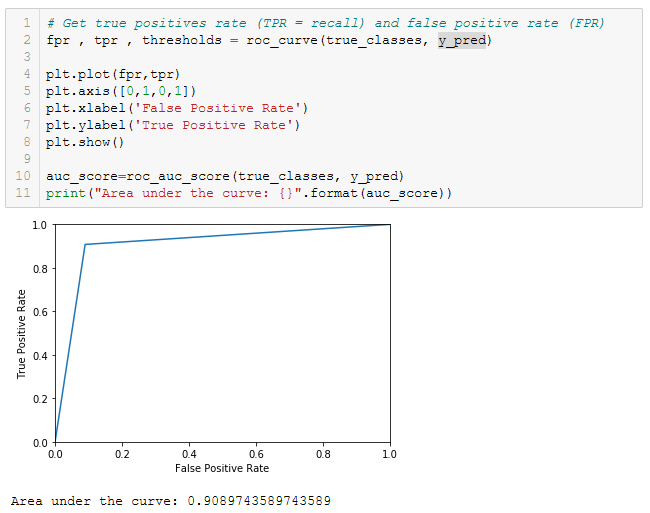 1 # Get true positives rate (TPR = recall) and false positive rate (FPR)
2 fpr , tpr , thresholds = roc_curve(true_classes, y_pred)
3
4 plt.plot(fpr,tpr)
5 plt.axis([0,1,0,1])
6 plt.xlabel('False Positive Rate')
7 plt.ylabel('True Positive Rate')
8 plt.show()
9
10 auc_score=roc_auc_score(true_classes, y_pred)
11 print("Area under the curve: {}".format(auc_score))
1.0
0.8
0.6
0.4
0.2
0.0
True Positive Rate
0.0 0.2 0.4 0.6 0.8 1.0
False Positive Rate
Area under the curve: 0.9089743589743589